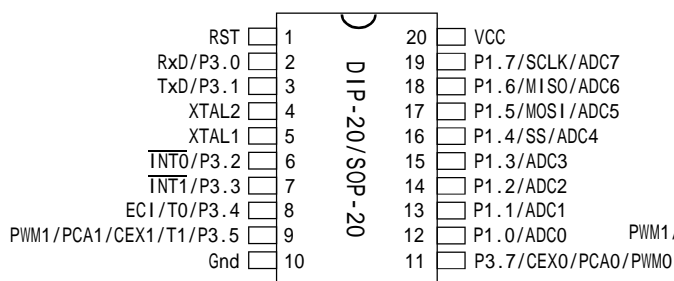 RST 1 20 VCC
RxD/P3.0 2 19 P1.7/SCLK/ADC7
TxD/P3.1 3 18 P1.6/MISO/ADC6
XTAL2 4 17 P1.5/MOSI/ADC5
XTAL1 5 16 P1.4/SS/ADC4
INT0/P3.2 6 15 P1.3/ADC3
INT1/P3.3 7 14 P1.2/ADC2
ECI/T0/P3.4 8 13 P1.1/ADC1
PWM1/PCA1/CEX1/T1/P3.5 9 12 P1.0/ADC0 PWM1/
Gnd 10 11 P3.7/CEX0/PCA0/PWM0
DIP-20/SOP-20